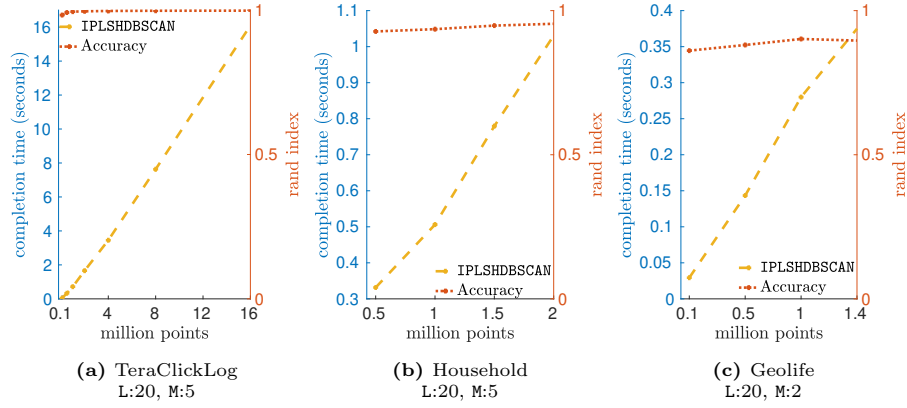 completion time (seconds)
16
14
12
10
8
6
4
2
0
IPLSHDBSCAN
Accuracy
1
0.5
0
rand index
0.1 4 8 12 16
million points
(a) TeraClickLog
L:20, M:5
completion time (seconds)
1.1
1
0.9
0.8
0.7
0.6
0.5
0.4
0.3
IPLSHDBSCAN
Accuracy
1
0.5
0
rand index
0.5 1 1.5 2
million points
(b) Household
L:20, M:5
completion time (seconds)
0.4
0.35
0.3
0.25
0.2
0.15
0.1
0.05
0
IPLSHDBSCAN
Accuracy
1
0.5
0
rand index
0.1 0.5 1 1.4
million points
(c) Geolife
L:20, M:2